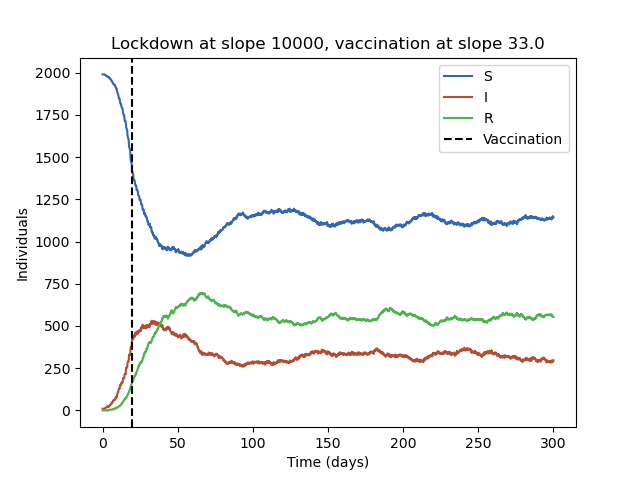 Lockdown at slope 10000, vaccination at slope 33.0
S
I
R
Vaccination
Individuals
2000
1750
1500
1250
1000
750
500
250
0
0 50 100 150 200 250 300
Time (days)